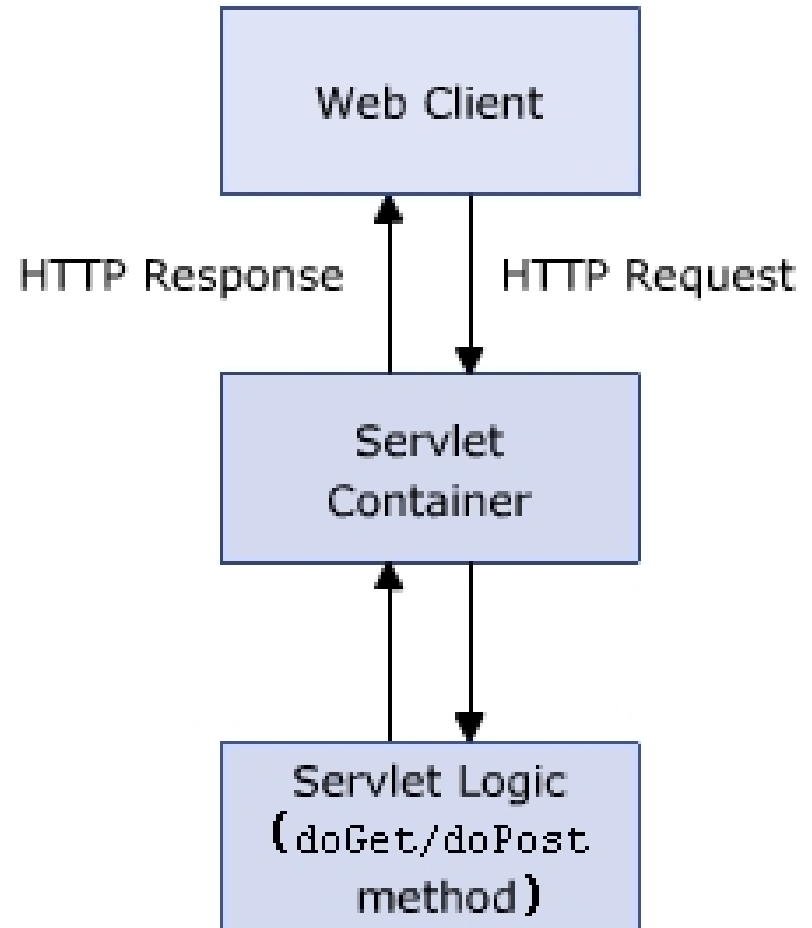 Web Client
HTTP Response
HTTP Request
Servlet
Container
Servlet Logic
(doGet/doPost
method)